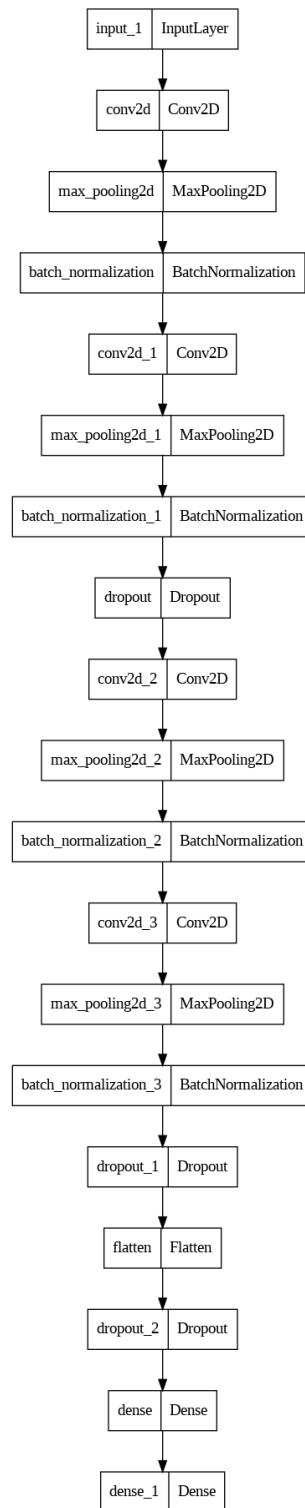 input_1 InputLayer
conv2d Conv2D
max_pooling2d MaxPooling2D
batch_normalization BatchNormalization
conv2d_1 Conv2D
max_pooling2d_1 MaxPooling2D
batch_normalization_1 BatchNormalization
dropout Dropout
conv2d_2 Conv2D
max_pooling2d_2 MaxPooling2D
batch_normalization_2 BatchNormalization
conv2d_3 Conv2D
max_pooling2d_3 MaxPooling2D
batch_normalization_3 BatchNormalization
dropout_1 Dropout
flatten Flatten
dropout_2 Dropout
dense Dense
dense_1 Dense